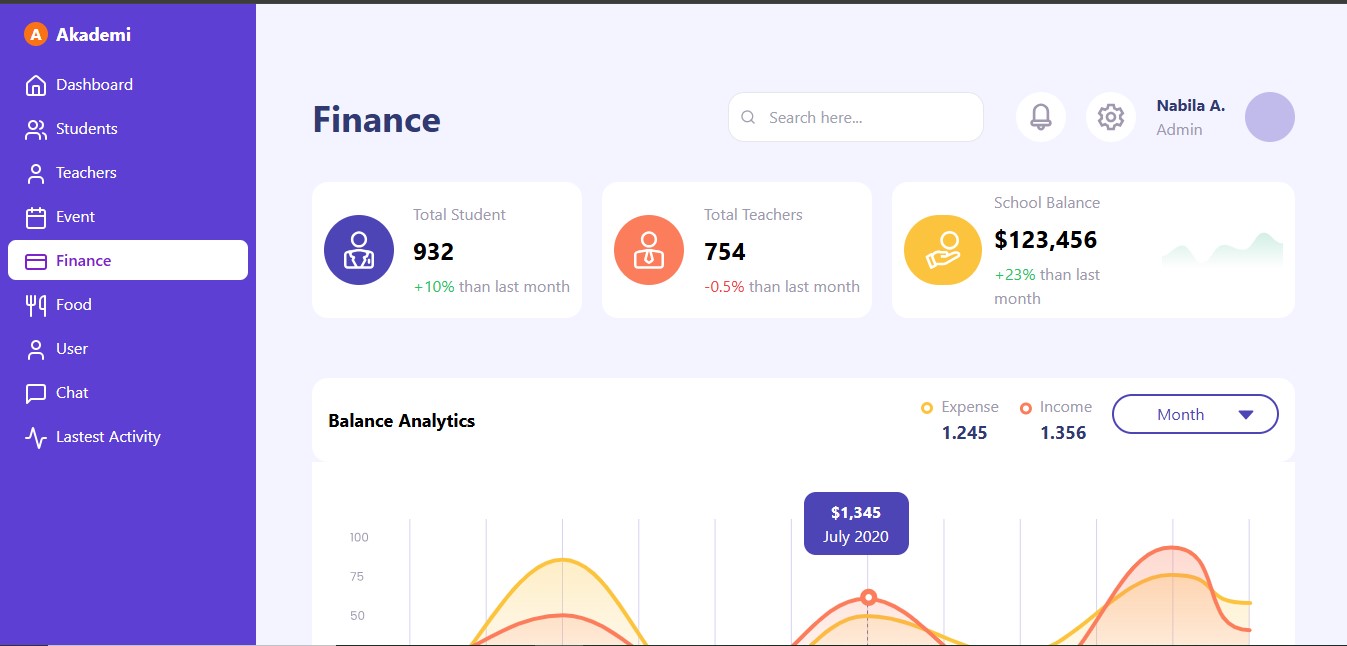 A Akademi
Dashboard
Students
Teachers
Event
Finance
Food
User
Chat
Lastest Activity
Finance
Search here...
Nabila A.
Admin
Total Student
932
+10% than last month
Total Teachers
754
-0.5% than last month
School Balance
$123,456
+23% than last
month
Balance Analytics
Expense
1.245
Income
1.356
Month
$1,345
July 2020
100
75
50